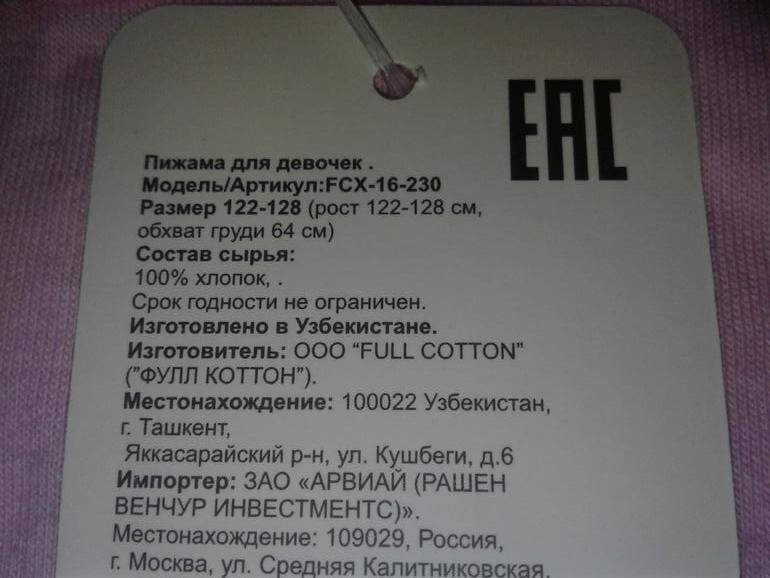 EAC
Пижама для девочек .
Модель/Артикул:FCX-16-230
Размер 122-128 (рост 122-128 см,
обхват груди 64 см)
Состав сырья:
100% хлопок, .
Срок годности не ограничен.
Изготовлено в Узбекистане.
Изготовитель: ООО “FULL COTTON”
(”ФУЛЛ КОТТОН”).
Местонахождение: 100022 Узбекистан,
г. Ташкент,
Яккасарайский р-н, ул. Кушбеги, д.6
Импортер: ЗАО «АРВИАЙ (РАШЕН
ВЕНЧУР ИНВЕСТМЕНТС)».
Местонахождение: 109029, Россия,
г. Москва, ул. Средняя Калитниковская,